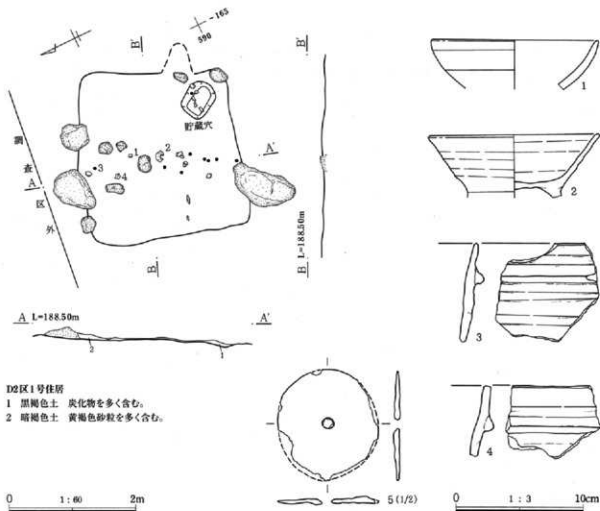 -165
590
B'
B'
貯蔵穴
調査区外
A
A'
1
2
3
4
B
B L=188.50m
A L=188.50m
A'
2
1
D2区1号住居
1 黒褐色土 炭化物を多く含む。
2 暗褐色土 黄褐色砂粒を多く含む。
0 1:60 2m
1
2
3
4
5(1/2)
0 1:3 10cm